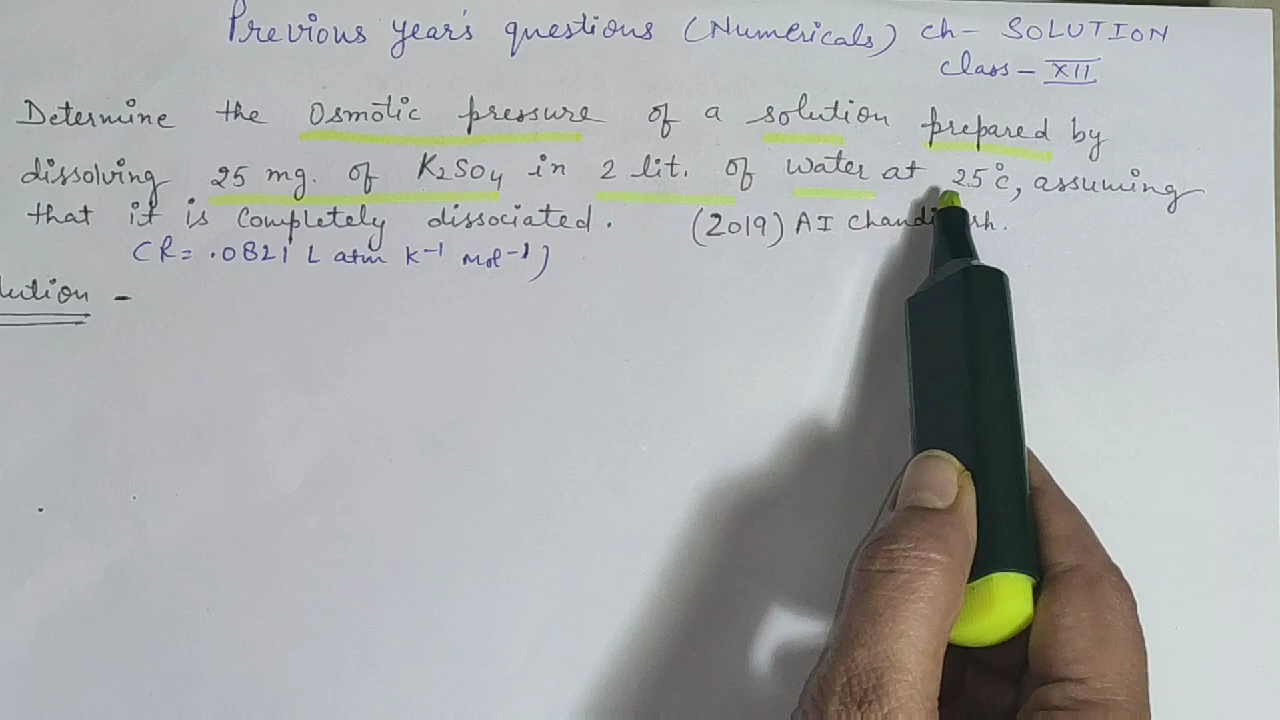 Previous year's questions (Numericals) ch- SOLUTION
class- XII
Determine the Osmotic pressure of a solution prepared by
dissolving 25 mg. of K₂SO₄ in 2 lit. of water at 25°C, assuming
that it is completely dissociated. (2019) AI
(R= .0821 L atm K⁻¹ mol⁻¹)